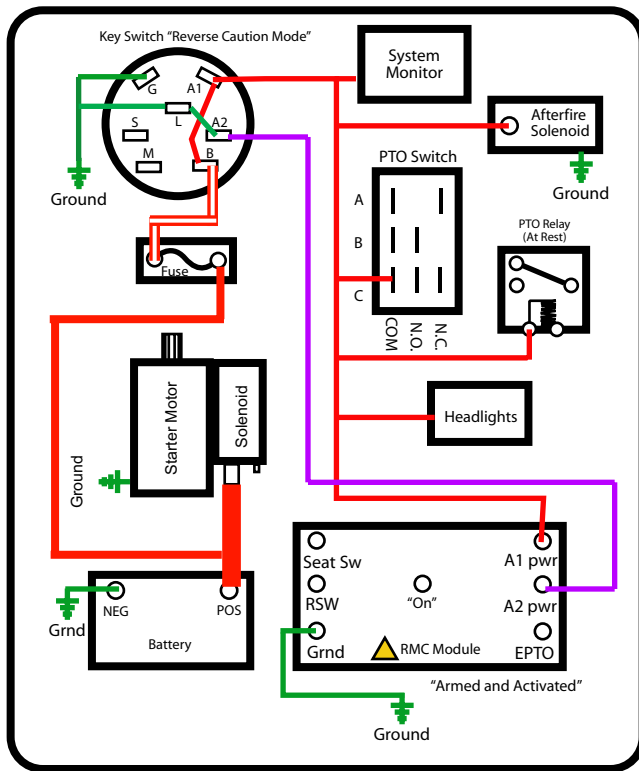 Key Switch “Reverse Caution Mode”
G
A1
L
S
A2
M
B
Ground
System
Monitor
Afterfire
Solenoid
Ground
PTO Switch
A
B
C
COM
N.O.
N.C.
PTO Relay
(At Rest)
Fuse
Starter Motor
Solenoid
Ground
Headlights
NEG
POS
Battery
Grnd
Seat Sw
A1 pwr
RSW
“On”
A2 pwr
Grnd
RMC Module
EPTO
“Armed and Activated”
Ground